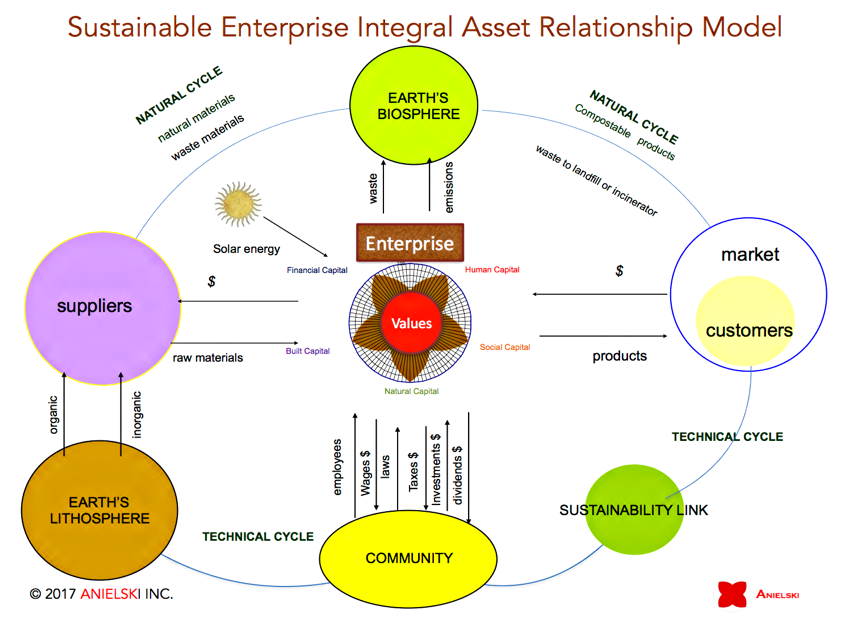 Sustainable Enterprise Integral Asset Relationship Model
NATURAL CYCLE
natural materials
waste materials
EARTH'S
BIOSPHERE
NATURAL CYCLE
Compostable products
waste to landfill or incinerator
waste
emissions
Solar energy
Enterprise
Financial Capital
Human Capital
suppliers
$
Values
$
market
customers
raw materials
Built Capital
Social Capital
products
Natural Capital
organic
inorganic
employees
Wages $
laws
Taxes $
Investments $
dividends $
TECHNICAL CYCLE
EARTH'S
LITHOSPHERE
SUSTAINABILITY LINK
TECHNICAL CYCLE
COMMUNITY
© 2017 ANIELSKI INC.
ANIELSKI